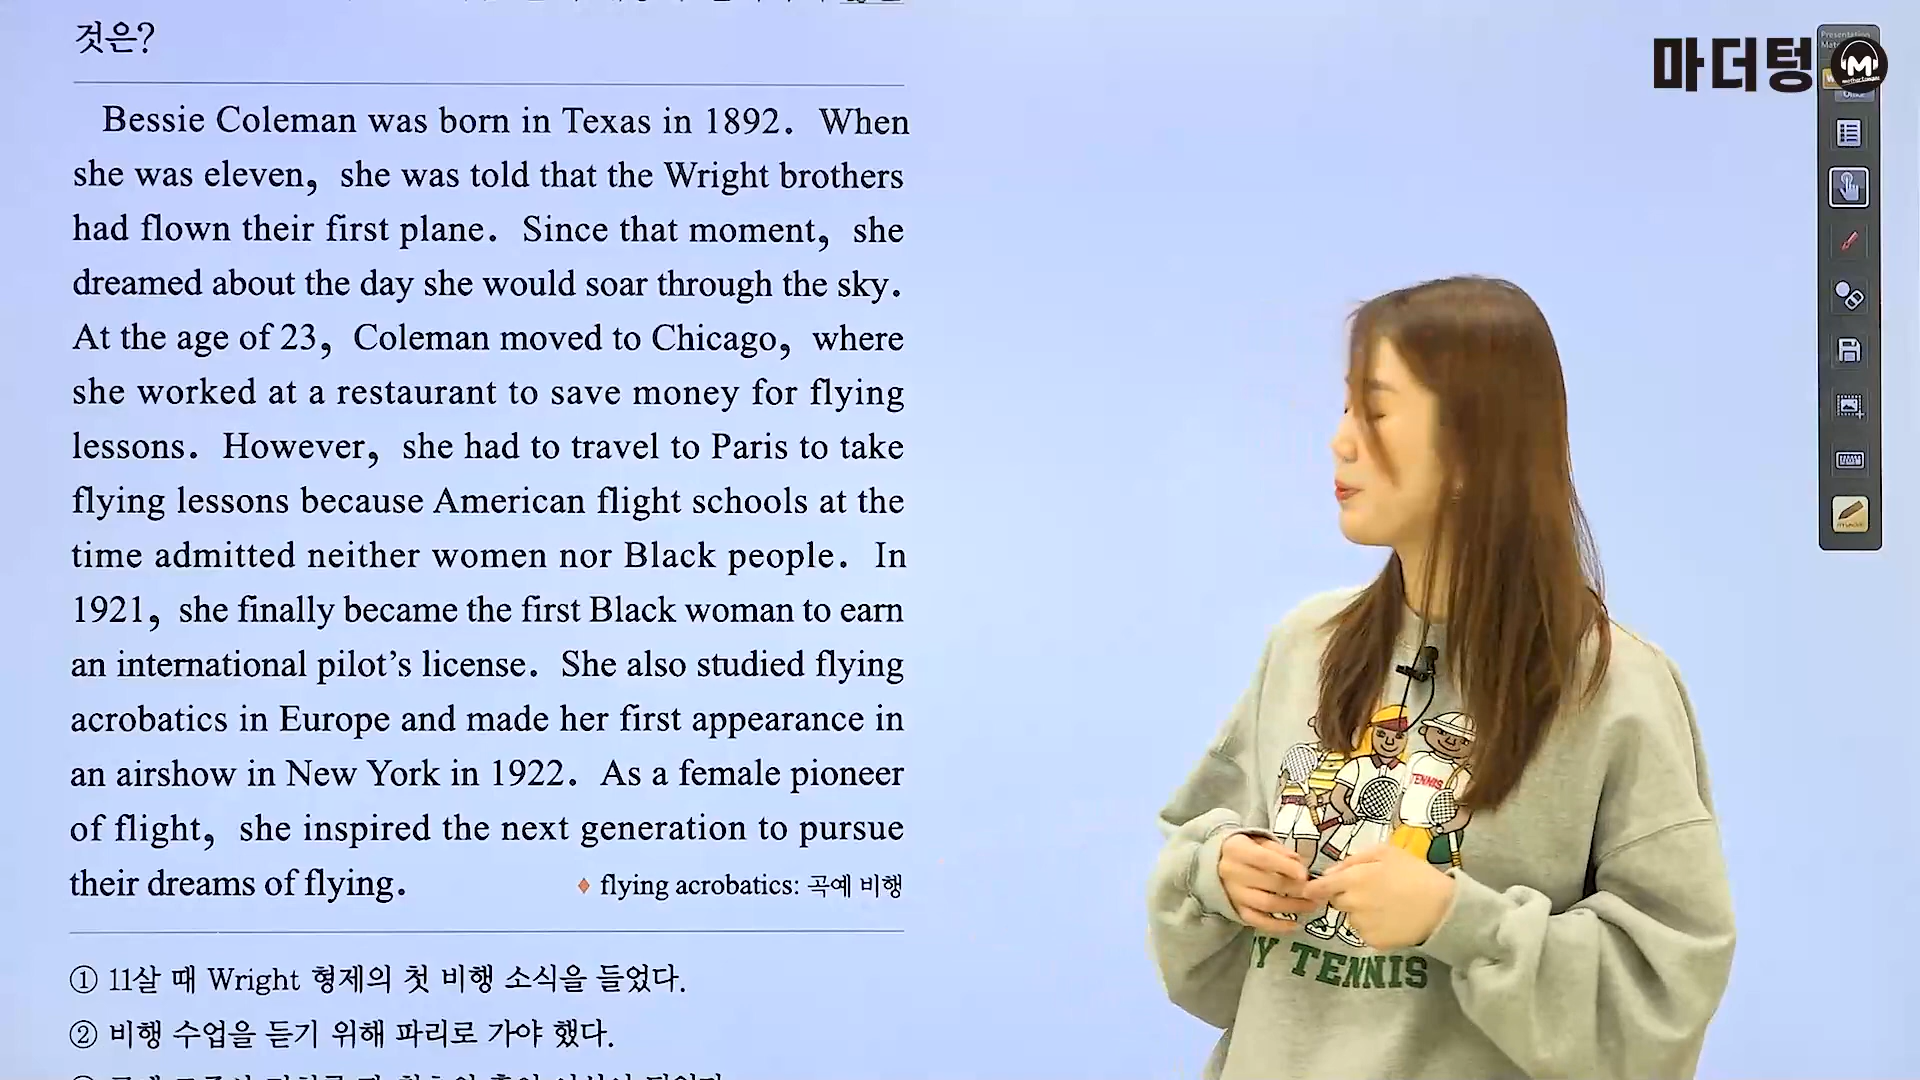 것은?
마더텅
Bessie Coleman was born in Texas in 1892. When
she was eleven, she was told that the Wright brothers
had flown their first plane. Since that moment, she
dreamed about the day she would soar through the sky.
At the age of 23, Coleman moved to Chicago, where
she worked at a restaurant to save money for flying
lessons. However, she had to travel to Paris to take
flying lessons because American flight schools at the
time admitted neither women nor Black people. In
1921, she finally became the first Black woman to earn
an international pilot's license. She also studied flying
acrobatics in Europe and made her first appearance in
an airshow in New York in 1922. As a female pioneer
of flight, she inspired the next generation to pursue
their dreams of flying.
♦ flying acrobatics: 곡예 비행
① 11살 때 Wright 형제의 첫 비행 소식을 들었다.
② 비행 수업을 듣기 위해 파리로 가야 했다.
TENNIS
TENNIS